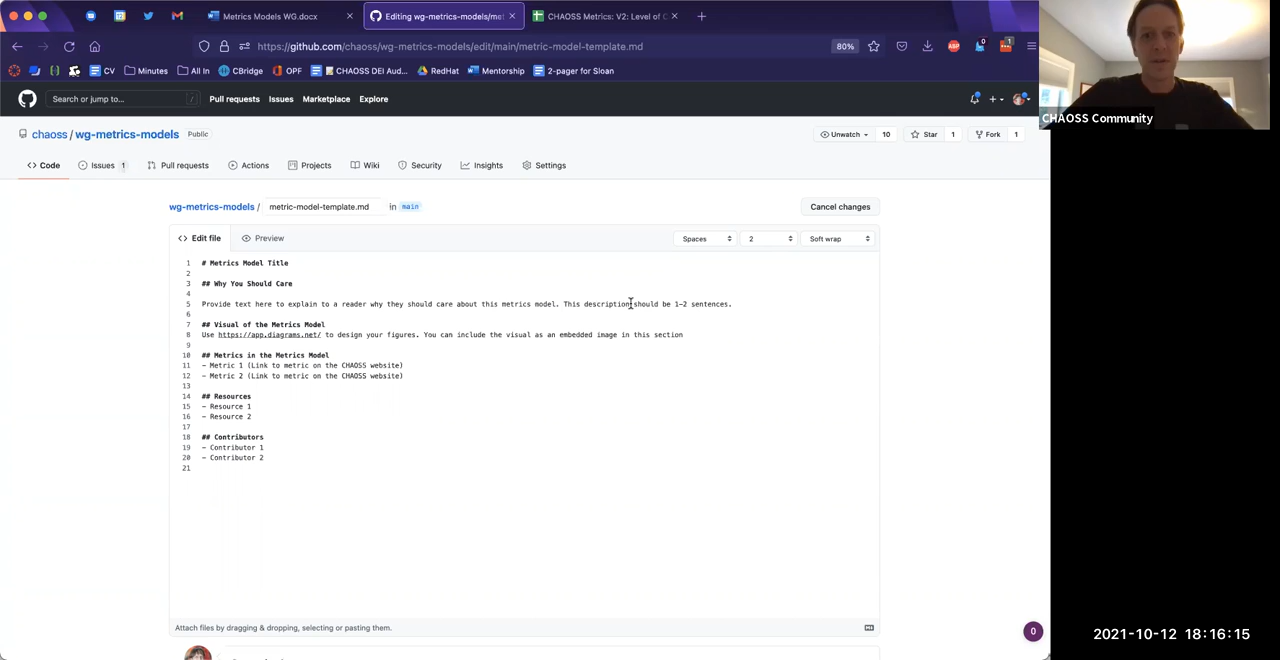 Metrics Models WG.docx
Editing wg-metrics-models/met
CHAOSS Metrics: V2: Level of C
https://github.com/chaoss/wg-metrics-models/edit/main/metric-model-template.md
80%
ABP
0
1
CV
Minutes
All In
CBridge
OPF
CHAOSS DEI Aud...
RedHat
Mentorship
2-pager for Sloan
Search or jump to...
/
Pull requests
Issues
Marketplace
Explore
CHAOSS Community
chaoss / wg-metrics-models
Public
Unwatch
10
Star
1
Fork
1
Code
Issues 1
Pull requests
Actions
Projects
Wiki
Security
Insights
Settings
wg-metrics-models / metric-model-template.md in main
Cancel changes
<> Edit file
Preview
Spaces
2
Soft wrap
1 # Metrics Model Title
2
3 ## Why You Should Care
4
5 Provide text here to explain to a reader why they should care about this metrics model. This description should be 1-2 sentences.
6
7 ## Visual of the Metrics Model
8 Use https://app.diagrams.net/ to design your figures. You can include the visual as an embedded image in this section
9
10 ## Metrics in the Metrics Model
11 - Metric 1 (Link to metric on the CHAOSS website)
12 - Metric 2 (Link to metric on the CHAOSS website)
13
14 ## Resources
15 - Resource 1
16 - Resource 2
17
18 ## Contributors
19 - Contributor 1
20 - Contributor 2
21
Attach files by dragging & dropping, selecting or pasting them.
0
2021-10-12 18:16:15